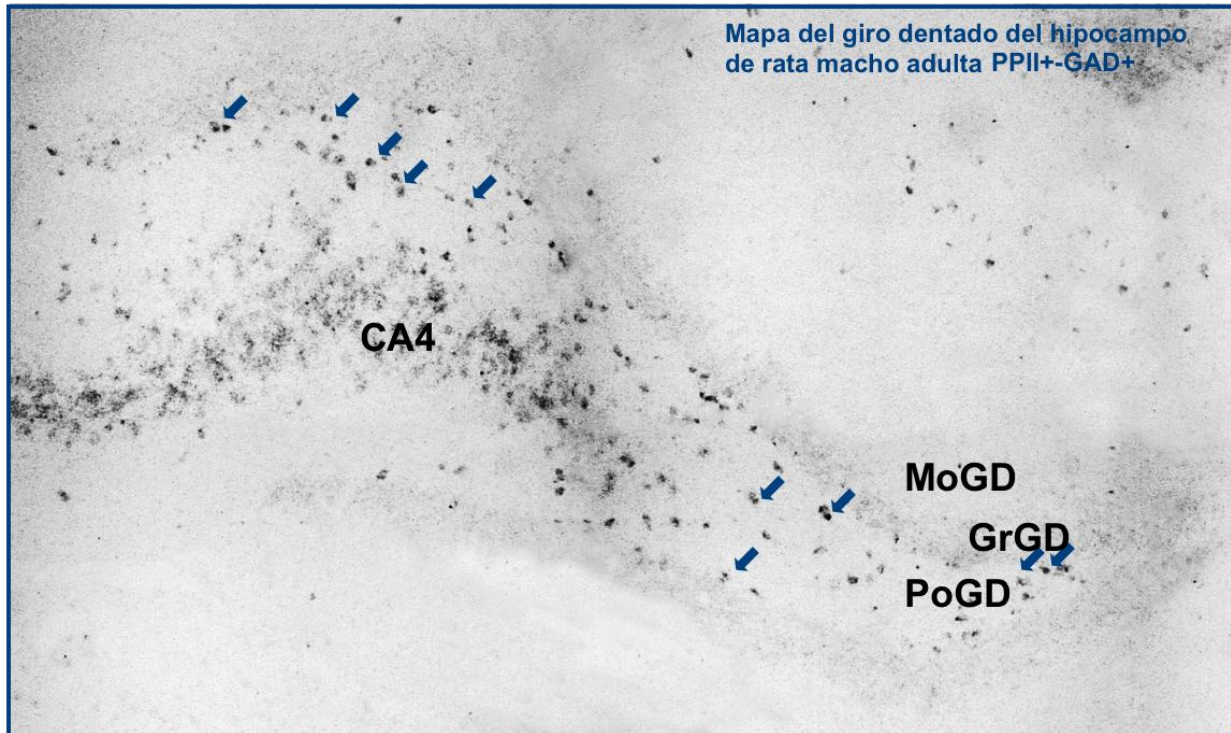 Mapa del giro dentado del hipocampo
de rata macho adulta PPII+-GAD+
CA4
MoGD
GrGD
PoGD